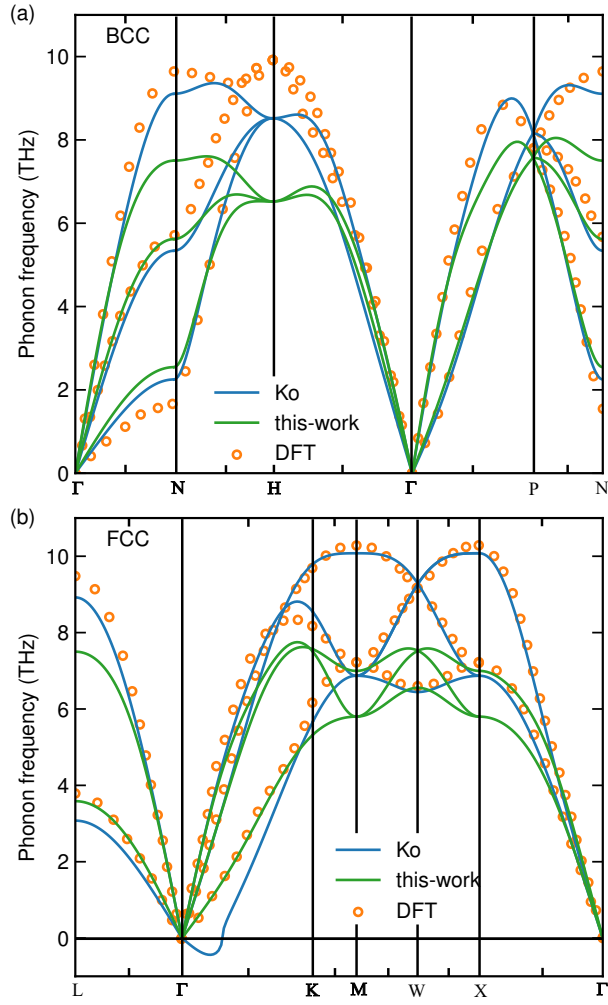 (a)
BCC
10
8
6
4
2
0
Phonon frequency (THz)
Ko
this-work
DFT
Γ N H Γ P N
(b)
FCC
10
8
6
4
2
0
Phonon frequency (THz)
Ko
this-work
DFT
L Γ K M W X Γ